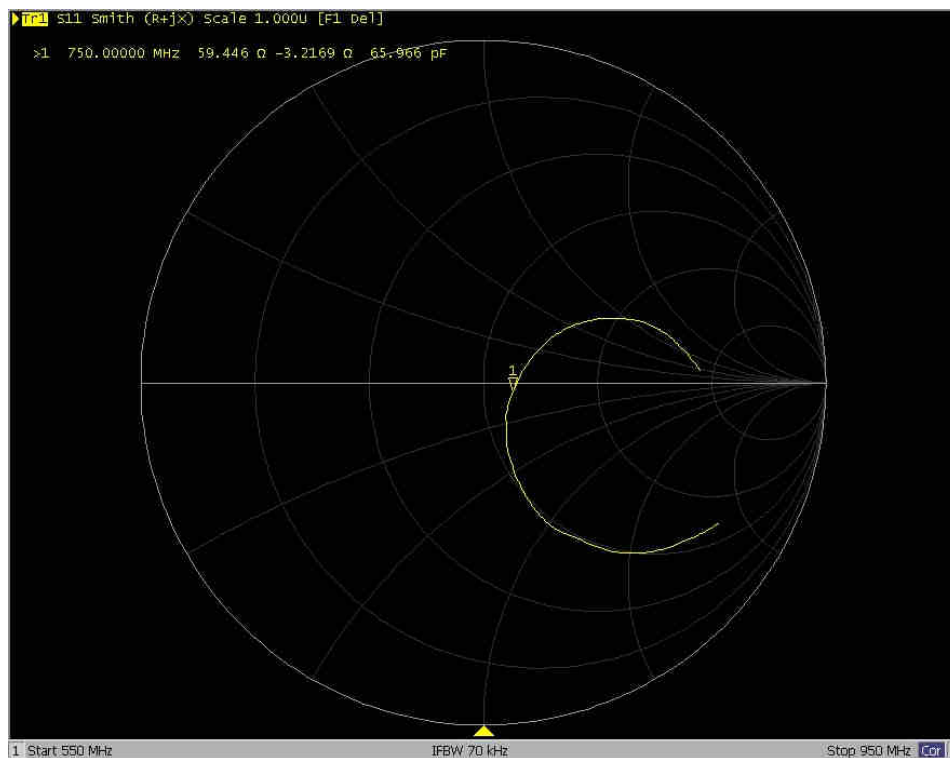 Tr1 S11 Smith (R+jX) Scale 1.000U [F1 Del]
>1 750.00000 MHz 59.446 Ω -3.2169 Ω 65.966 pF
1
1 Start 550 MHz IFBW 70 kHz Stop 950 MHz Cor